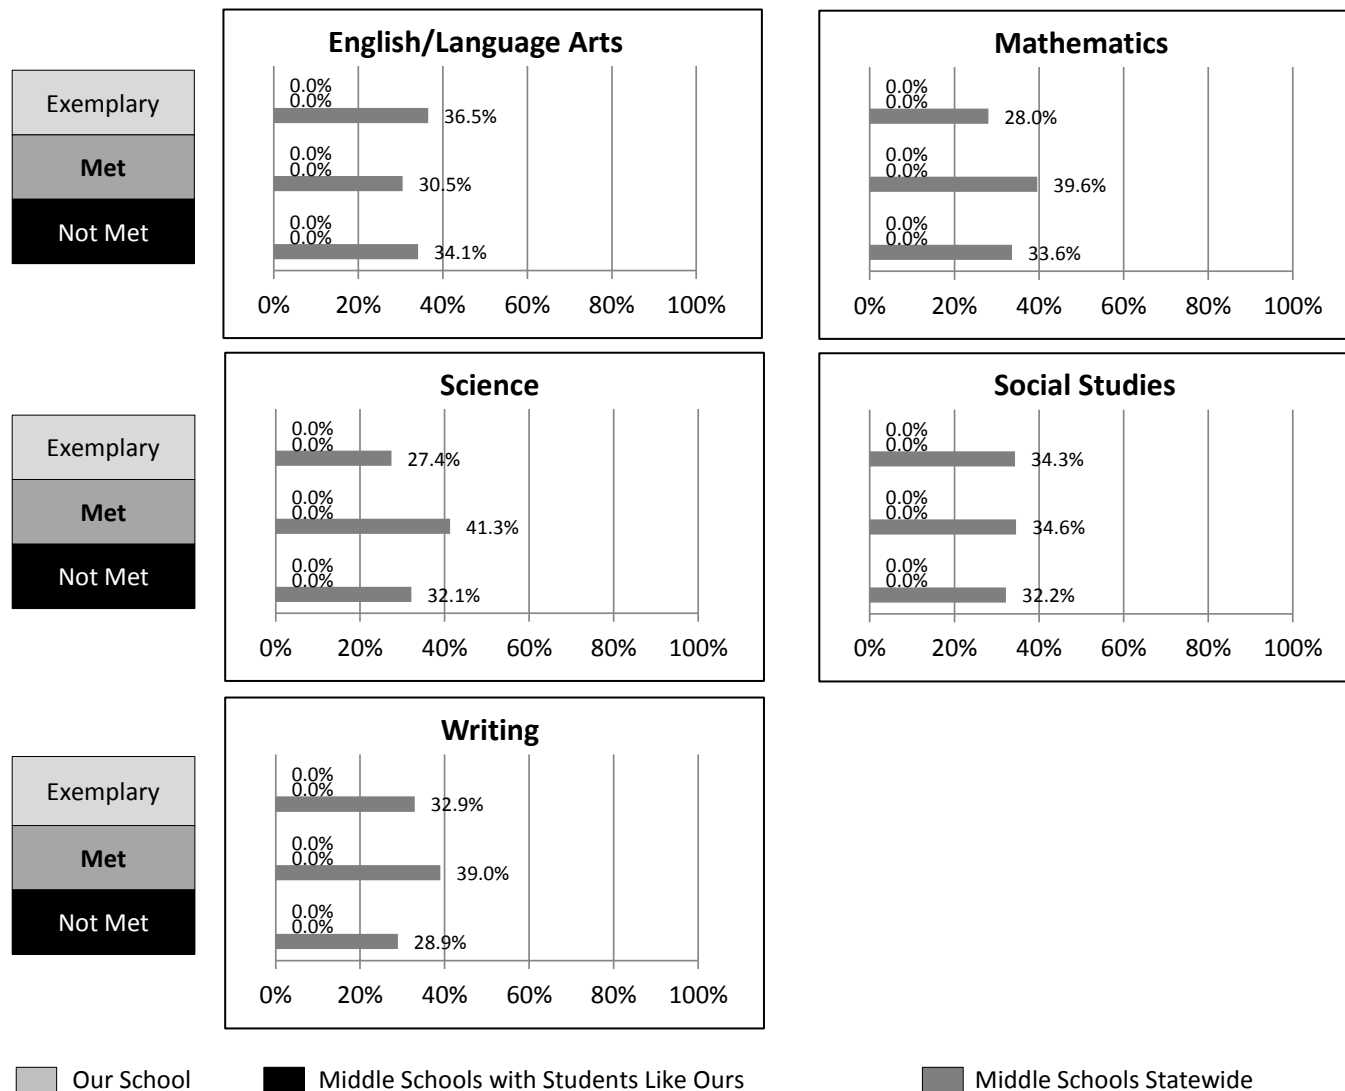 English/Language Arts
Exemplary
Met
Not Met
0.0%
0.0%
36.5%
0.0%
0.0%
30.5%
0.0%
0.0%
34.1%
0% 20% 40% 60% 80% 100%
Mathematics
0.0%
0.0%
28.0%
0.0%
0.0%
39.6%
0.0%
0.0%
33.6%
0% 20% 40% 60% 80% 100%
Science
Exemplary
Met
Not Met
0.0%
0.0%
27.4%
0.0%
0.0%
41.3%
0.0%
0.0%
32.1%
0% 20% 40% 60% 80% 100%
Social Studies
0.0%
0.0%
34.3%
0.0%
0.0%
34.6%
0.0%
0.0%
32.2%
0% 20% 40% 60% 80% 100%
Writing
Exemplary
Met
Not Met
0.0%
0.0%
32.9%
0.0%
0.0%
39.0%
0.0%
0.0%
28.9%
0% 20% 40% 60% 80% 100%
Our School
Middle Schools with Students Like Ours
Middle Schools Statewide